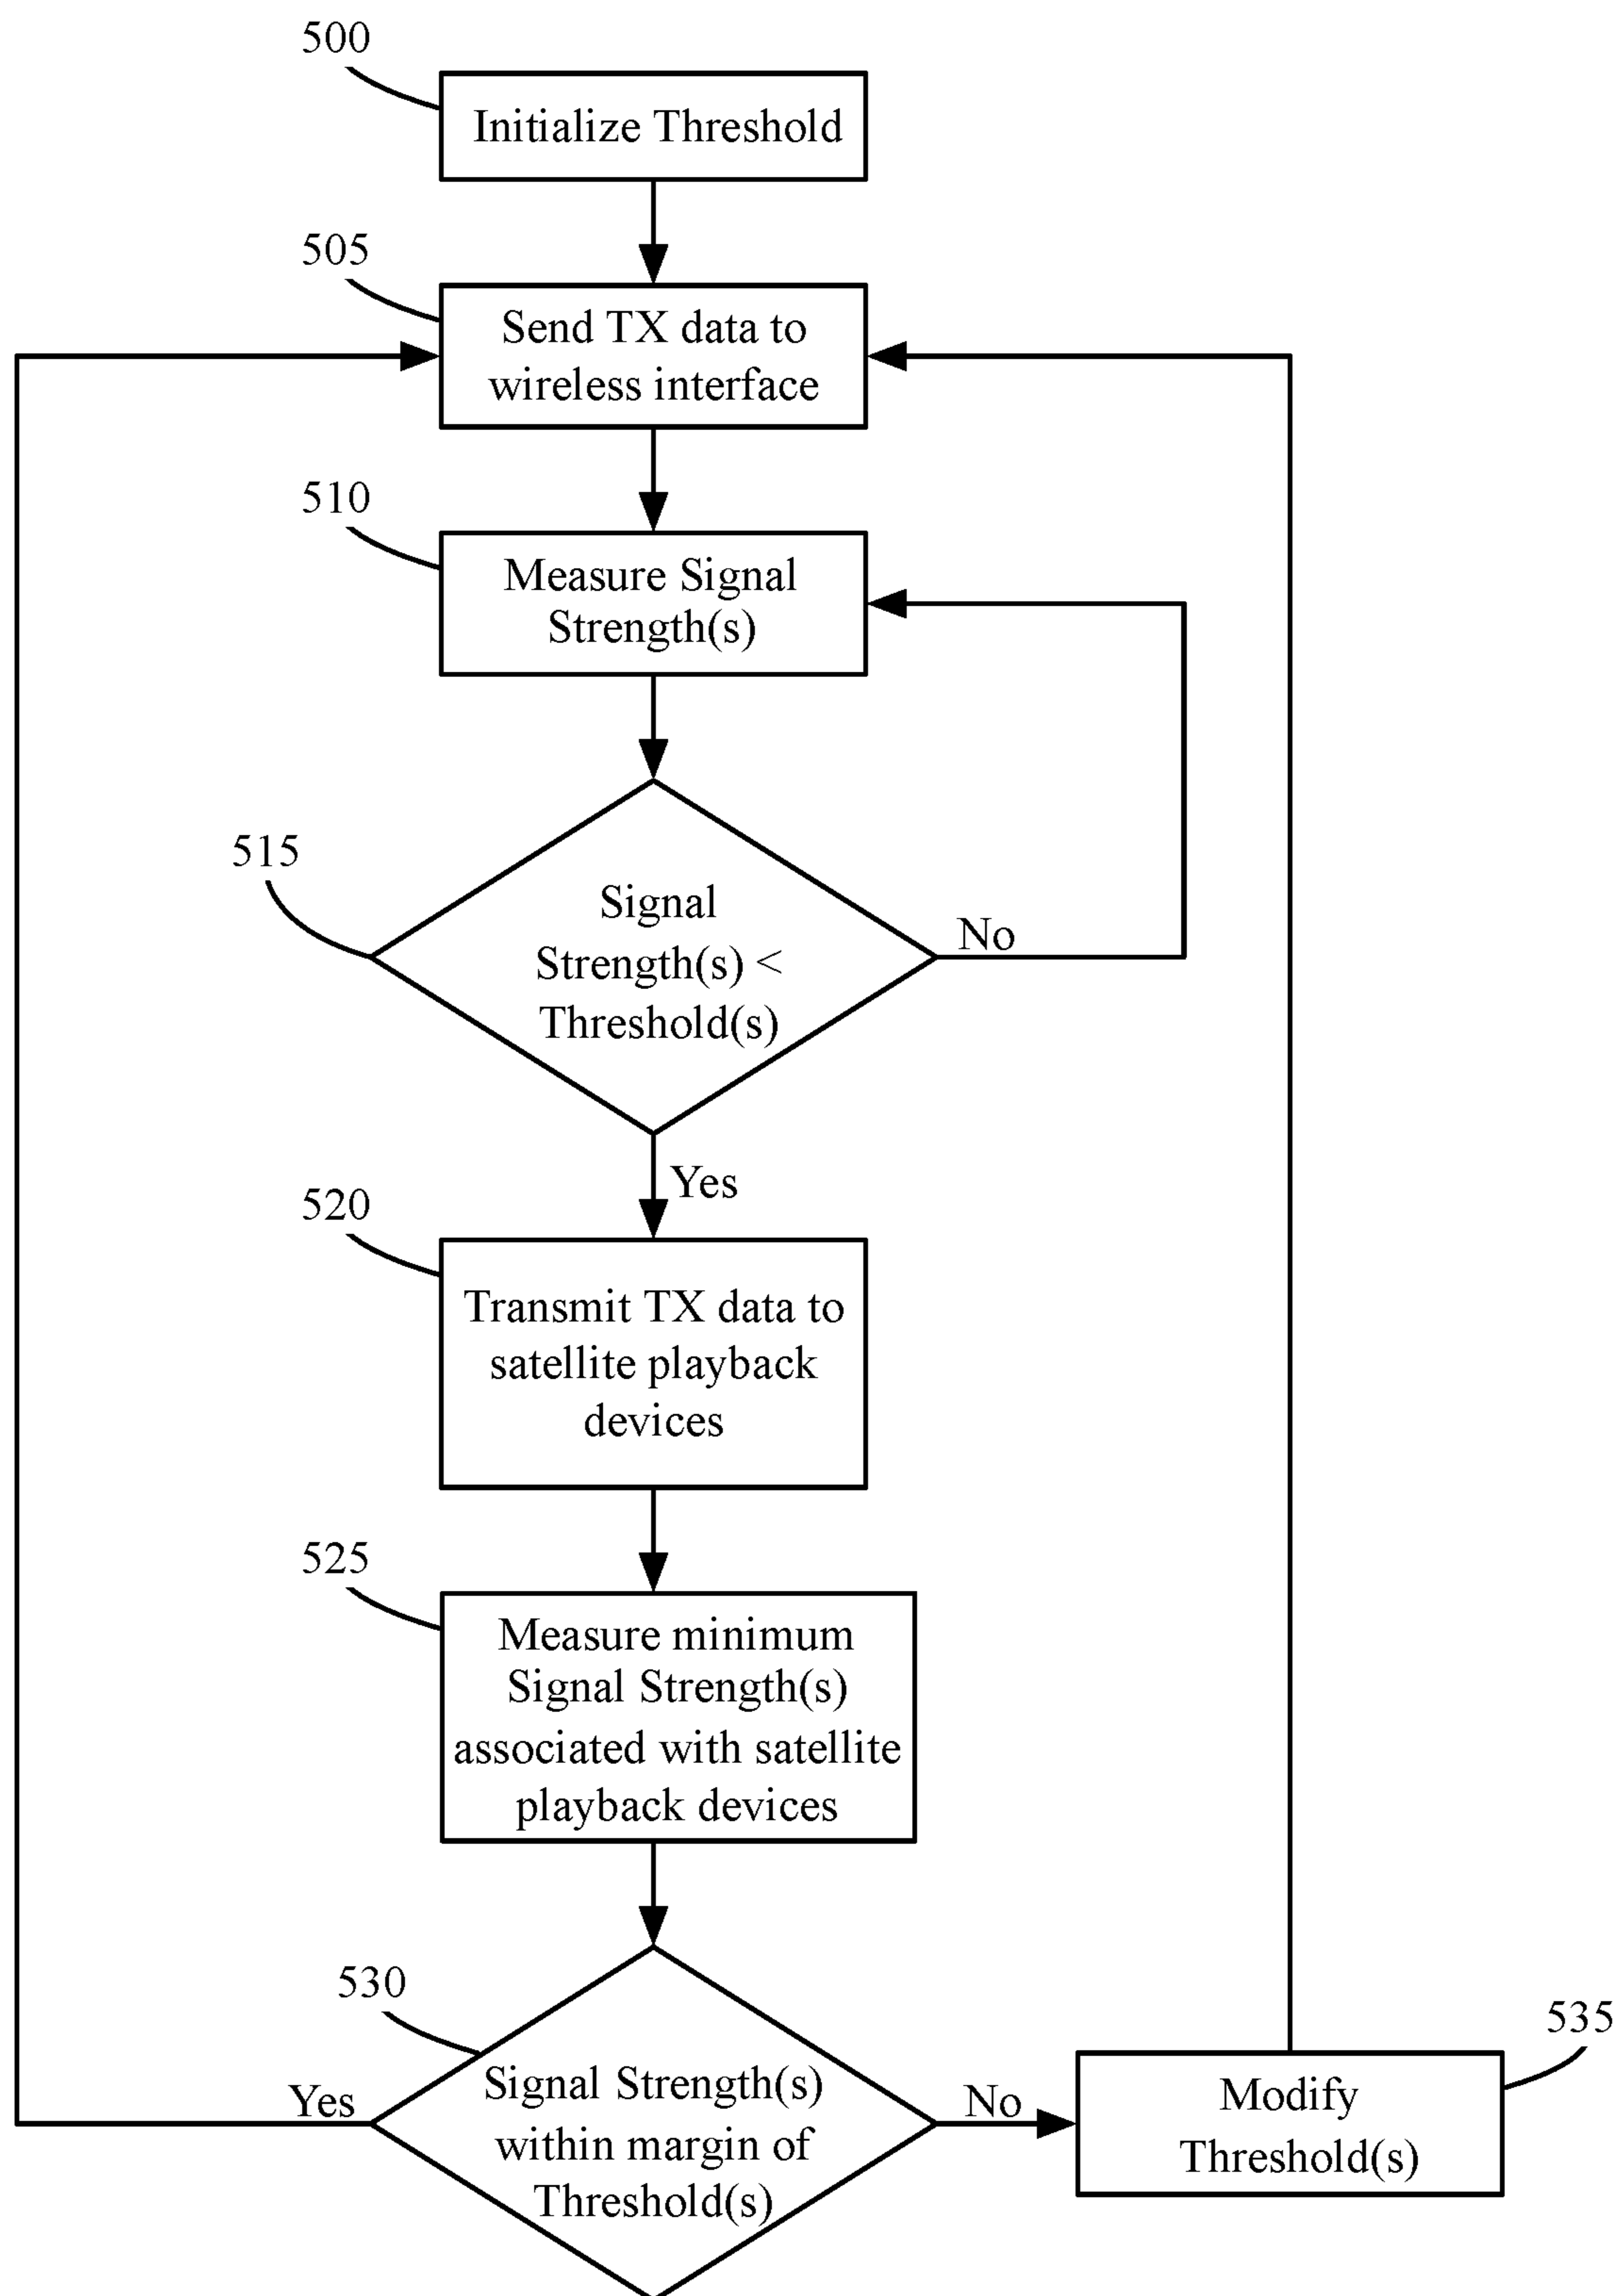 500
Initialize Threshold
505
Send TX data to
wireless interface
510
Measure Signal
Strength(s)
515
Signal
Strength(s) <
Threshold(s)
No
Yes
520
Transmit TX data to
satellite playback
devices
525
Measure minimum
Signal Strength(s)
associated with satellite
playback devices
530
Signal Strength(s)
within margin of
Threshold(s)
Yes
No
535
Modify
Threshold(s)